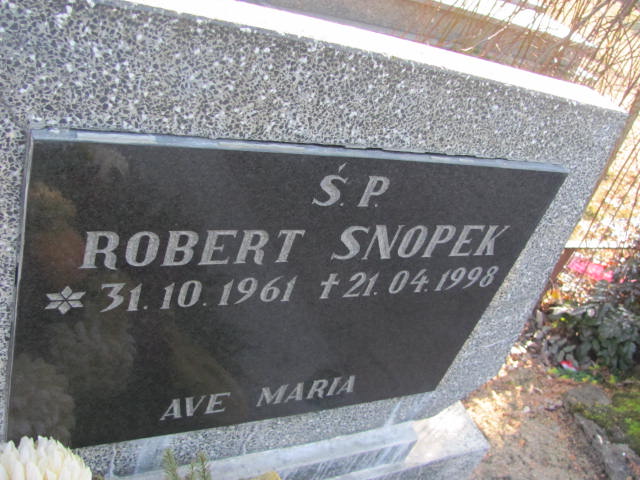 Ś.P.
ROBERT SNOPEK
* 31.10.1961 † 21.04.1998
AVE MARIA